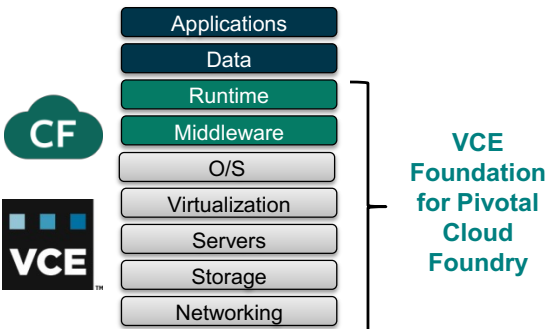 Applications
Data
Runtime
Middleware
O/S
Virtualization
Servers
Storage
Networking
CF
VCE
TM
VCE
Foundation
for Pivotal
Cloud
Foundry